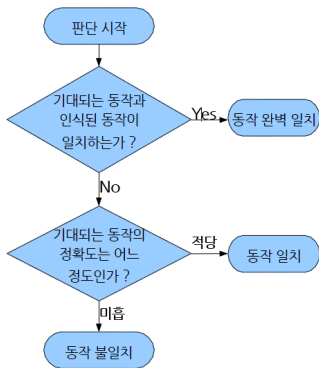 판단 시작
기대되는 동작과
인식된 동작이
일치하는가 ?
Yes
동작 완벽 일치
No
기대되는 동작의
정확도는 어느
정도인가 ?
적당
동작 일치
미흡
동작 불일치